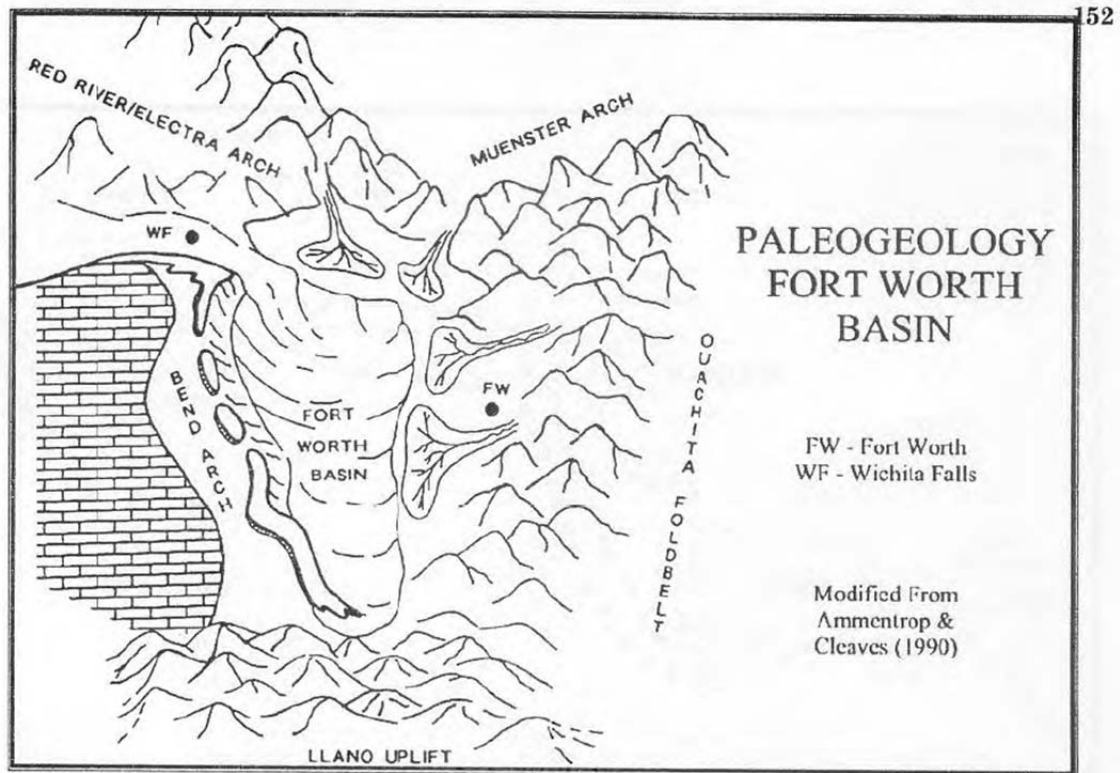 152
RED RIVER/ELECTRA ARCH
MUENSTER ARCH
WF
PALEOGEOLOGY
FORT WORTH
BASIN
OUACHITA FOLDBELT
BEND ARCH
FORT
WORTH
BASIN
FW
FW - Fort Worth
WF - Wichita Falls
Modified From
Ammentrop &
Cleaves (1990)
LLANO UPLIFT